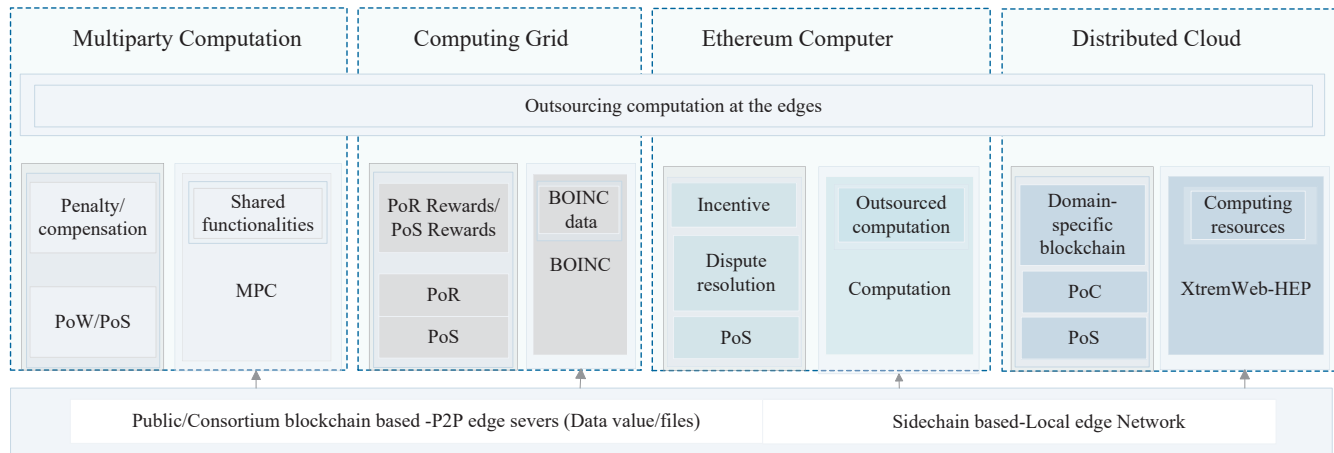 Multiparty Computation
Computing Grid
Ethereum Computer
Distributed Cloud
Outsourcing computation at the edges
Penalty/
compensation
PoW/PoS
Shared
functionalities
MPC
PoR Rewards/
PoS Rewards
PoR
PoS
BOINC
data
BOINC
Incentive
Dispute
resolution
PoS
Outsourced
computation
Computation
Domain-
specific
blockchain
PoC
PoS
Computing
resources
XtremWeb-HEP
Public/Consortium blockchain based -P2P edge severs (Data value/files)
Sidechain based-Local edge Network